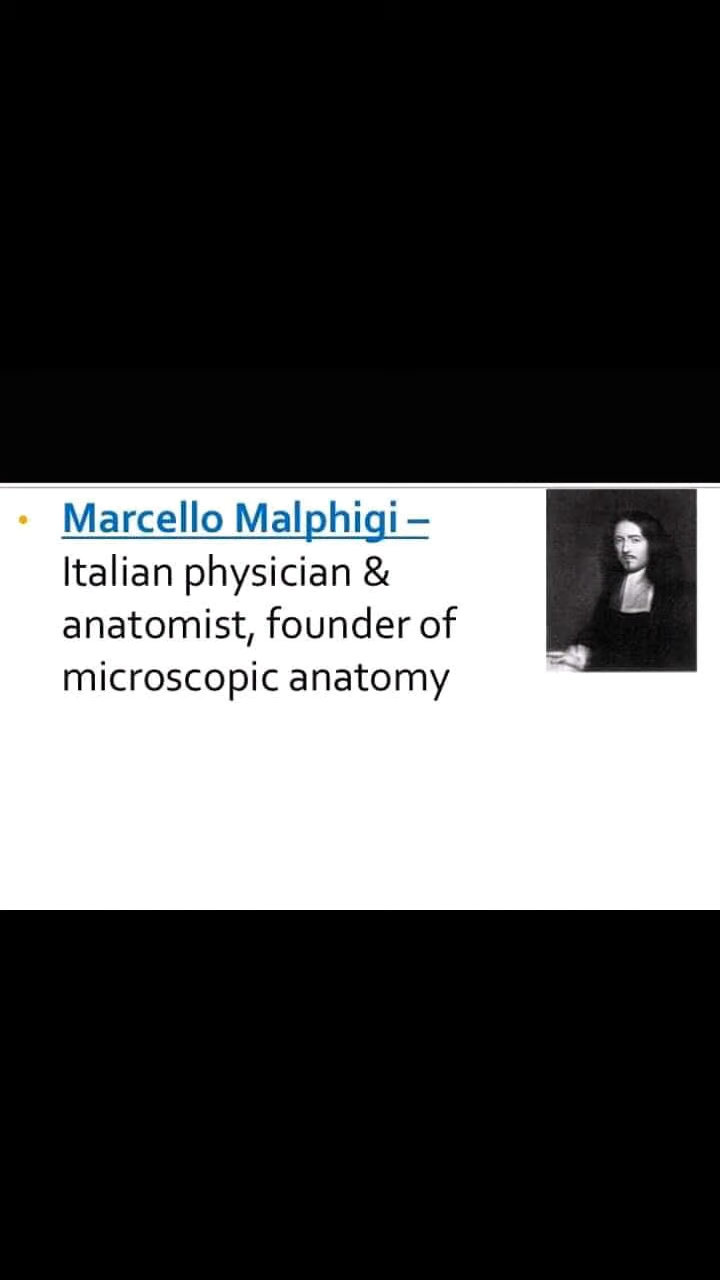 • Marcello Malphigi –
Italian physician &
anatomist, founder of
microscopic anatomy